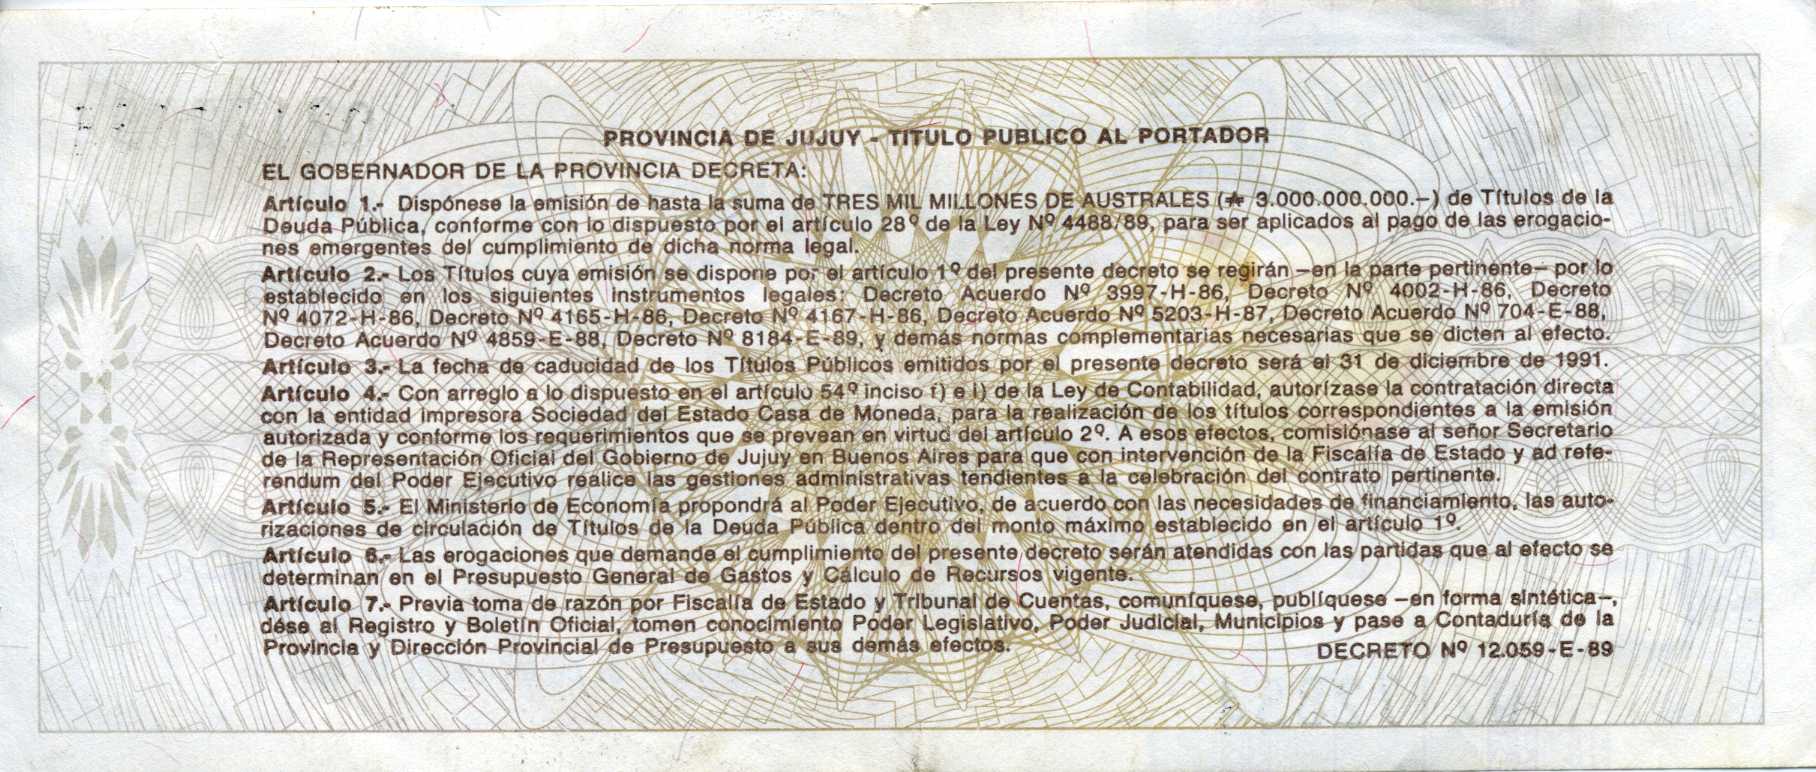 PROVINCIA DE JUJUY - TITULO PUBLICO AL PORTADOR
EL GOBERNADOR DE LA PROVINCIA DECRETA:
Artículo 1.- Dispónese la emisión de hasta la suma de TRES MIL MILLONES DE AUSTRALES (₳ 3.000.000.000.-) de Títulos de la
Deuda Pública, conforme con lo dispuesto por el artículo 28º de la Ley Nº 4488/89, para ser aplicados al pago de las erogacio-
nes emergentes del cumplimiento de dicha norma legal.
Artículo 2.- Los Títulos cuya emisión se dispone por el artículo 1º del presente decreto se regirán –en la parte pertinente– por lo
establecido en los siguientes instrumentos legales: Decreto Acuerdo Nº 3997-H-86, Decreto Nº 4002-H-86, Decreto
Nº 4072-H-86, Decreto Nº 4165-H-86, Decreto Nº 4167-H-86, Decreto Acuerdo Nº 5203-H-87, Decreto Acuerdo Nº 704-E-88,
Decreto Acuerdo Nº 4859-E-88, Decreto Nº 8184-E-89, y demás normas complementarias necesarias que se dicten al efecto.
Artículo 3.- La fecha de caducidad de los Títulos Públicos emitidos por el presente decreto será el 31 de diciembre de 1991.
Artículo 4.- Con arreglo a lo dispuesto en el artículo 54º inciso f) e i) de la Ley de Contabilidad, autorízase la contratación directa
con la entidad impresora Sociedad del Estado Casa de Moneda, para la realización de los títulos correspondientes a la emisión
autorizada y conforme los requerimientos que se prevean en virtud del artículo 2º. A esos efectos, comisiónase al señor Secretario
de la Representación Oficial del Gobierno de Jujuy en Buenos Aires para que con intervención de la Fiscalía de Estado y ad refe-
rendum del Poder Ejecutivo realice las gestiones administrativas tendientes a la celebración del contrato pertinente.
Artículo 5.- El Ministerio de Economía propondrá al Poder Ejecutivo, de acuerdo con las necesidades de financiamiento, las auto-
rizaciones de circulación de Títulos de la Deuda Pública dentro del monto máximo establecido en el artículo 1º.
Artículo 6.- Las erogaciones que demande el cumplimiento del presente decreto serán atendidas con las partidas que al efecto se
determinan en el Presupuesto General de Gastos y Cálculo de Recursos vigente.
Artículo 7.- Previa toma de razón por Fiscalía de Estado y Tribunal de Cuentas, comuníquese, publíquese –en forma sintética–,
dése al Registro y Boletín Oficial, tomen conocimiento Poder Legislativo, Poder Judicial, Municipios y pase a Contaduría de la
Provincia y Dirección Provincial de Presupuesto a sus demás efectos.
DECRETO Nº 12.059-E-89